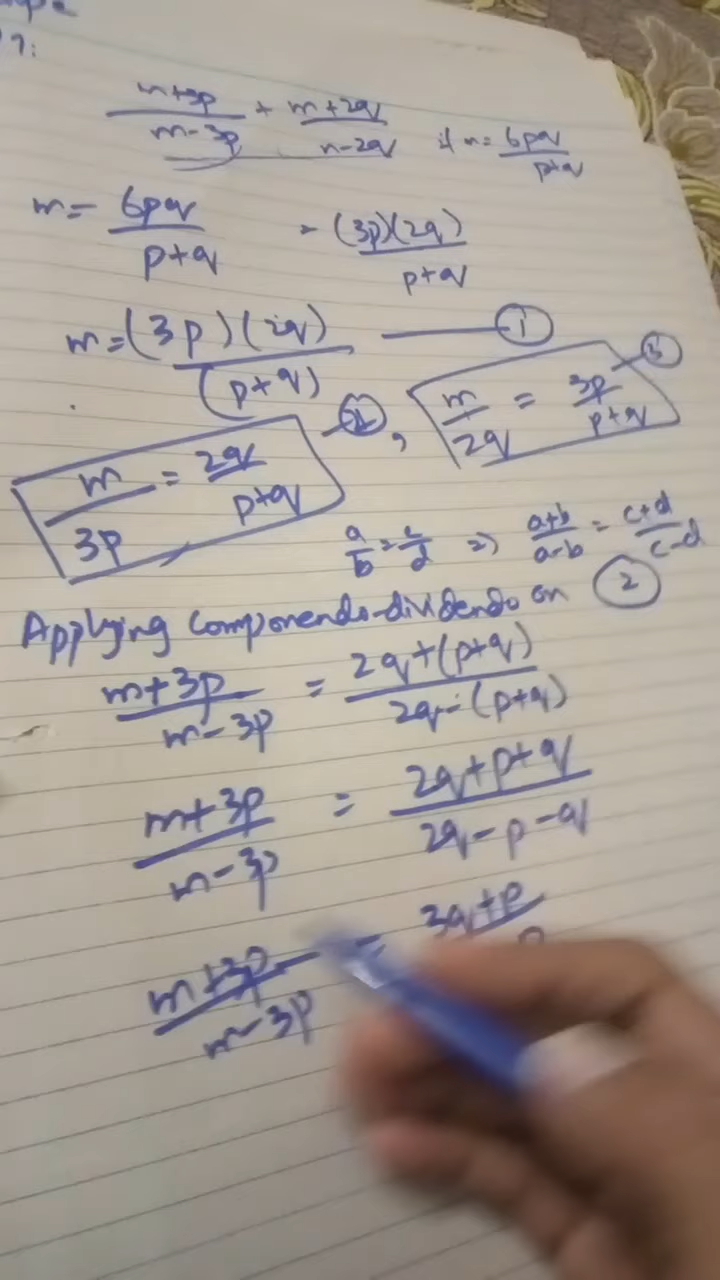 7:
m+3p/m-3p + m+2q/n-2q if m= 6pq/p+q
m= 6pq/p+q = (3p)(2q)/p+q
m= (3p)(2q)/(p+q) — 1
m/3p = 2q/p+q — 2 , m/2q = 3p/p+q — 3
a/b = c/d => a+b/a-b = c+d/c-d
Applying componendo-dividendo on 2
m+3p/m-3p = 2q+(p+q)/2q-(p+q)
m+3p/m-3p = 2q+p+q/2q-p-q
m+3p/m-3p = 3q+p/